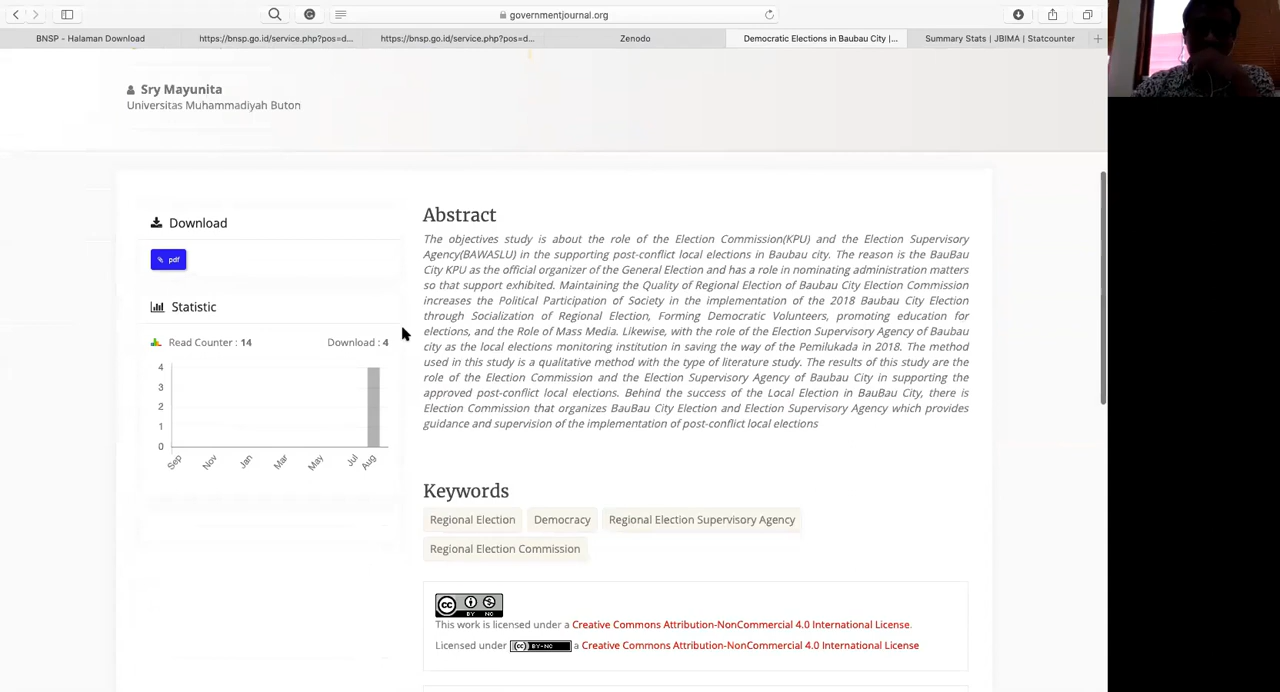 governmentjournal.org
BNSP - Halaman Download
https://bnsp.go.id/service.php?pos=d...
https://bnsp.go.id/service.php?pos=d...
Zenodo
Democratic Elections in Baubau City |...
Summary Stats | JBIMA | Statcounter
Sry Mayunita
Universitas Muhammadiyah Buton
Download
pdf
Statistic
Read Counter : 14
Download : 4
4
3
2
1
0
Sep
Nov
Jan
Mar
May
Jul
Aug
Abstract
The objectives study is about the role of the Election Commission(KPU) and the Election Supervisory
Agency(BAWASLU) in the supporting post-conflict local elections in Baubau city. The reason is the BauBau
City KPU as the official organizer of the General Election and has a role in nominating administration matters
so that support exhibited. Maintaining the Quality of Regional Election of Baubau City Election Commission
increases the Political Participation of Society in the implementation of the 2018 Baubau City Election
through Socialization of Regional Election, Forming Democratic Volunteers, promoting education for
elections, and the Role of Mass Media. Likewise, with the role of the Election Supervisory Agency of Baubau
city as the local elections monitoring institution in saving the way of the Pemilukada in 2018. The method
used in this study is a qualitative method with the type of literature study. The results of this study are the
role of the Election Commission and the Election Supervisory Agency of Baubau City in supporting the
approved post-conflict local elections. Behind the success of the Local Election in BauBau City, there is
Election Commission that organizes BauBau City Election and Election Supervisory Agency which provides
guidance and supervision of the implementation of post-conflict local elections
Keywords
Regional Election
Democracy
Regional Election Supervisory Agency
Regional Election Commission
cc
BY NC
This work is licensed under a Creative Commons Attribution-NonCommercial 4.0 International License.
Licensed under (cc) BY-NC a Creative Commons Attribution-NonCommercial 4.0 International License